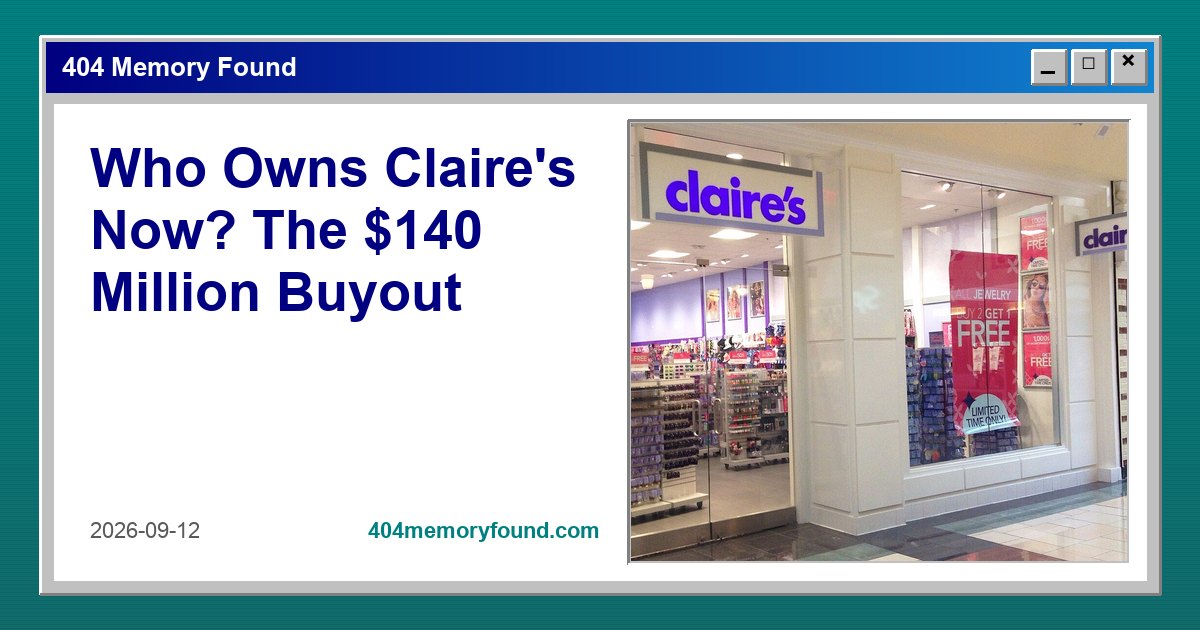 404 Memory Found
Who Owns Claire's
Now? The $140
Million Buyout
2026-09-12
404memoryfound.com
claire's
clair
ALL JEWELRY
BUY 2 GET 1
FREE
LIMITED
TIME ONLY!
FREE
FREE
FREE